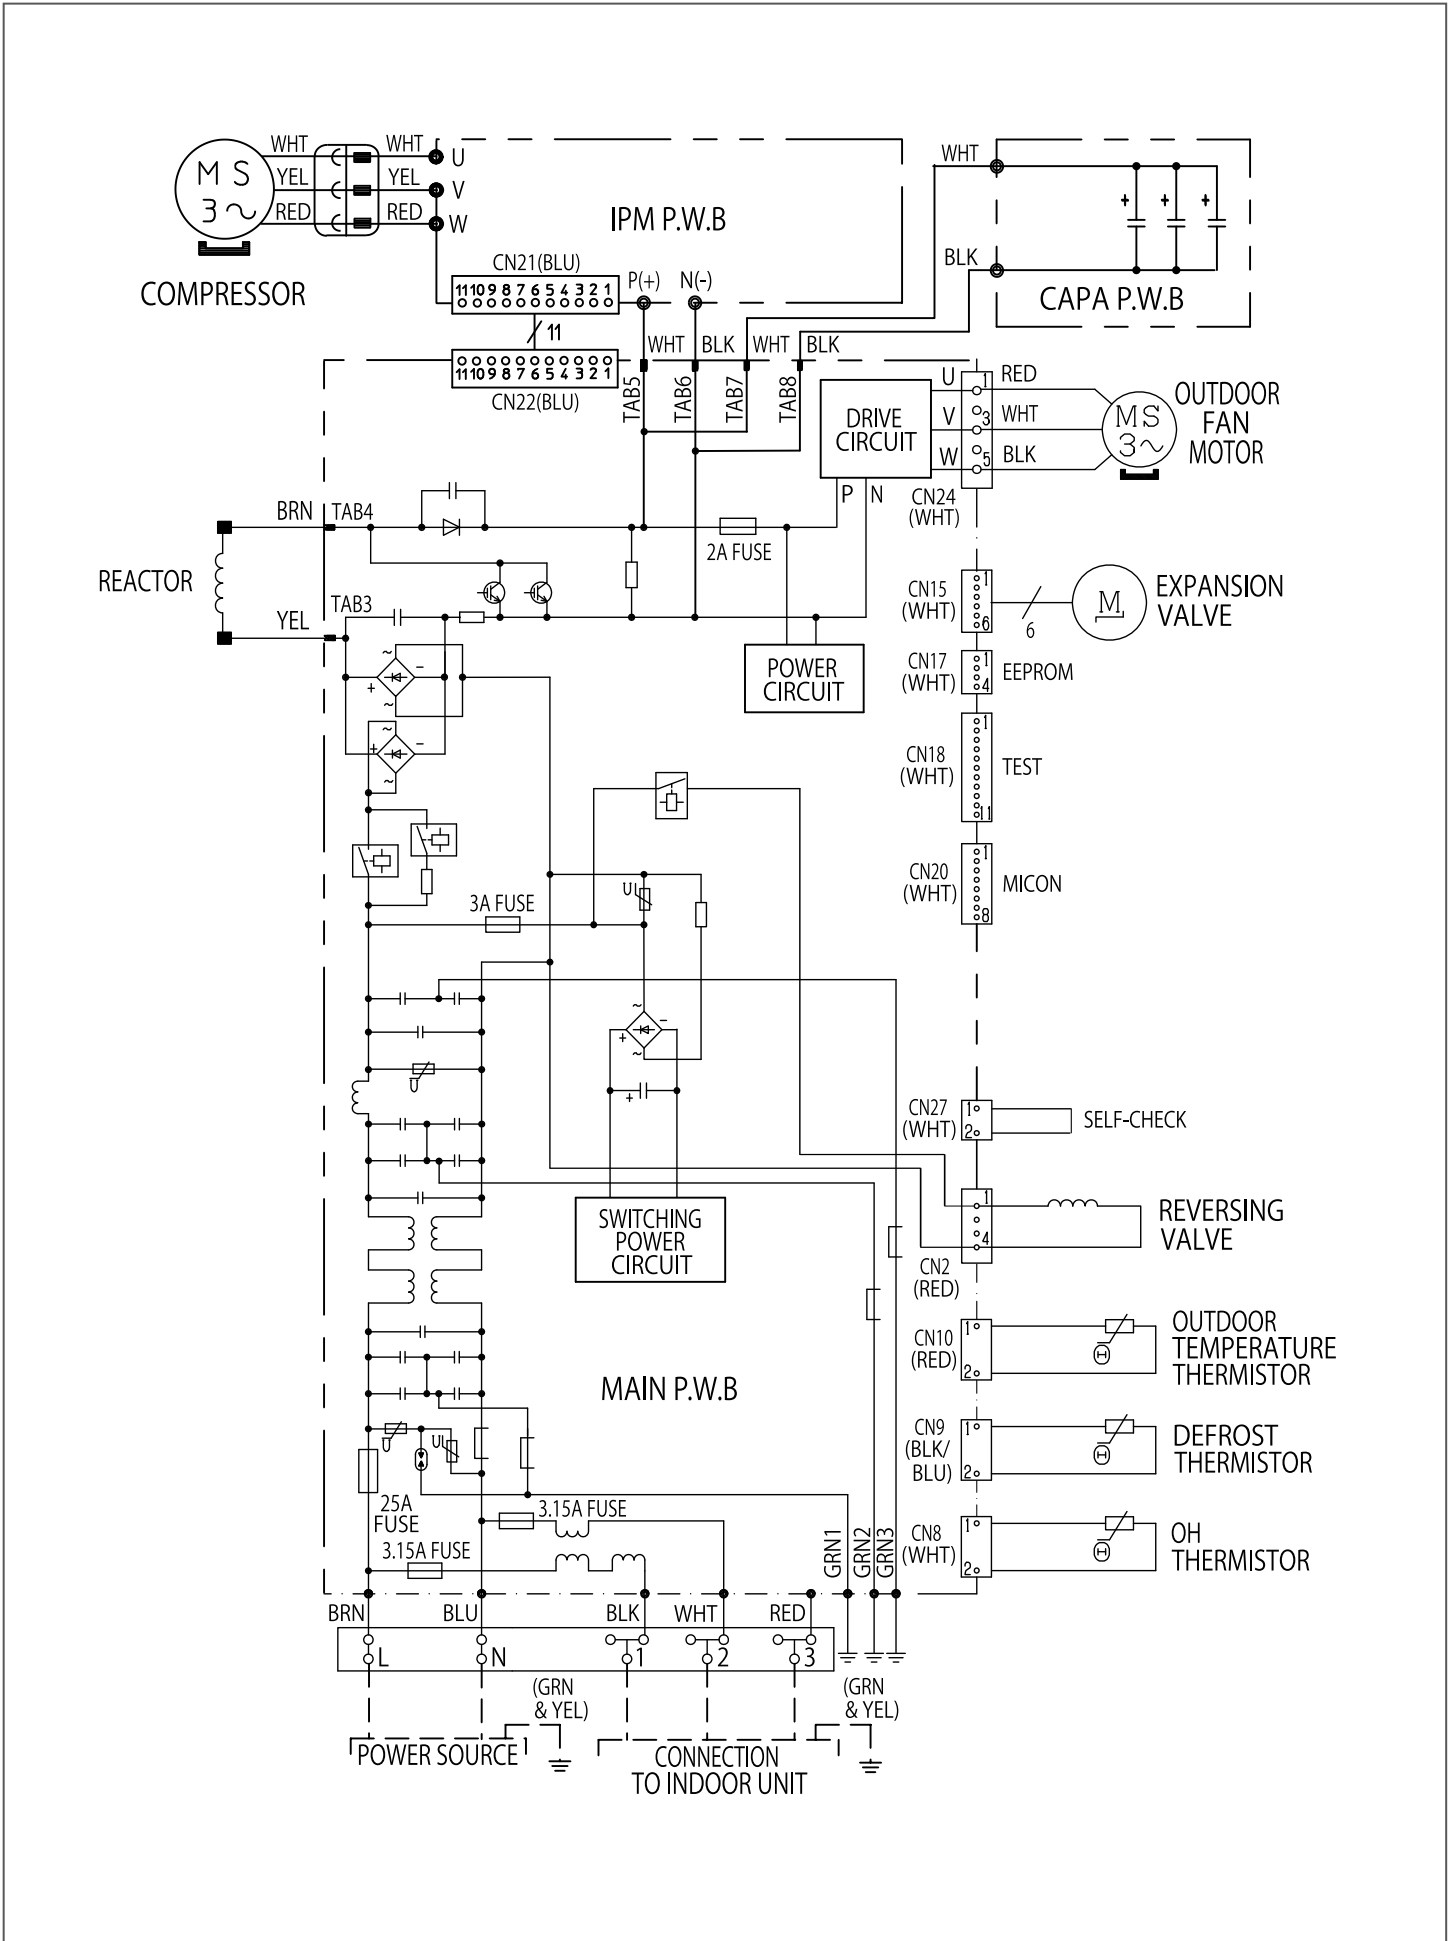 WHT
WHT
U
YEL
YEL
V
RED
RED
W
M S
3~
COMPRESSOR
IPM P.W.B
CN21(BLU)
11 10 9 8 7 6 5 4 3 2 1
P(+)
N(-)
11
11 10 9 8 7 6 5 4 3 2 1
CN22(BLU)
WHT
BLK
WHT
BLK
TAB5
TAB6
TAB7
TAB8
WHT
BLK
CAPA P.W.B
+
+
+
DRIVE
CIRCUIT
U
V
W
P
N
1
3
5
RED
WHT
BLK
CN24
(WHT)
MS
3~
OUTDOOR
FAN
MOTOR
BRN
TAB4
REACTOR
YEL
TAB3
2A FUSE
POWER
CIRCUIT
CN15
(WHT)
1
6
6
M
EXPANSION
VALVE
CN17
(WHT)
1
4
EEPROM
CN18
(WHT)
1
11
TEST
CN20
(WHT)
1
8
MICON
~
+
-
~
~
+
-
~
3A FUSE
U
~
+
-
~
+
U
SWITCHING
POWER
CIRCUIT
CN27
(WHT)
1
2
SELF-CHECK
1
4
CN2
(RED)
REVERSING
VALVE
CN10
(RED)
1
2
Θ
OUTDOOR
TEMPERATURE
THERMISTOR
MAIN P.W.B
CN9
(BLK/
BLU)
1
2
Θ
DEFROST
THERMISTOR
U
U
25A
FUSE
3.15A FUSE
3.15A FUSE
GRN1
GRN2
GRN3
CN8
(WHT)
1
2
Θ
OH
THERMISTOR
BRN
BLU
BLK
WHT
RED
L
N
1
2
3
(GRN
& YEL)
(GRN
& YEL)
POWER SOURCE
CONNECTION
TO INDOOR UNIT